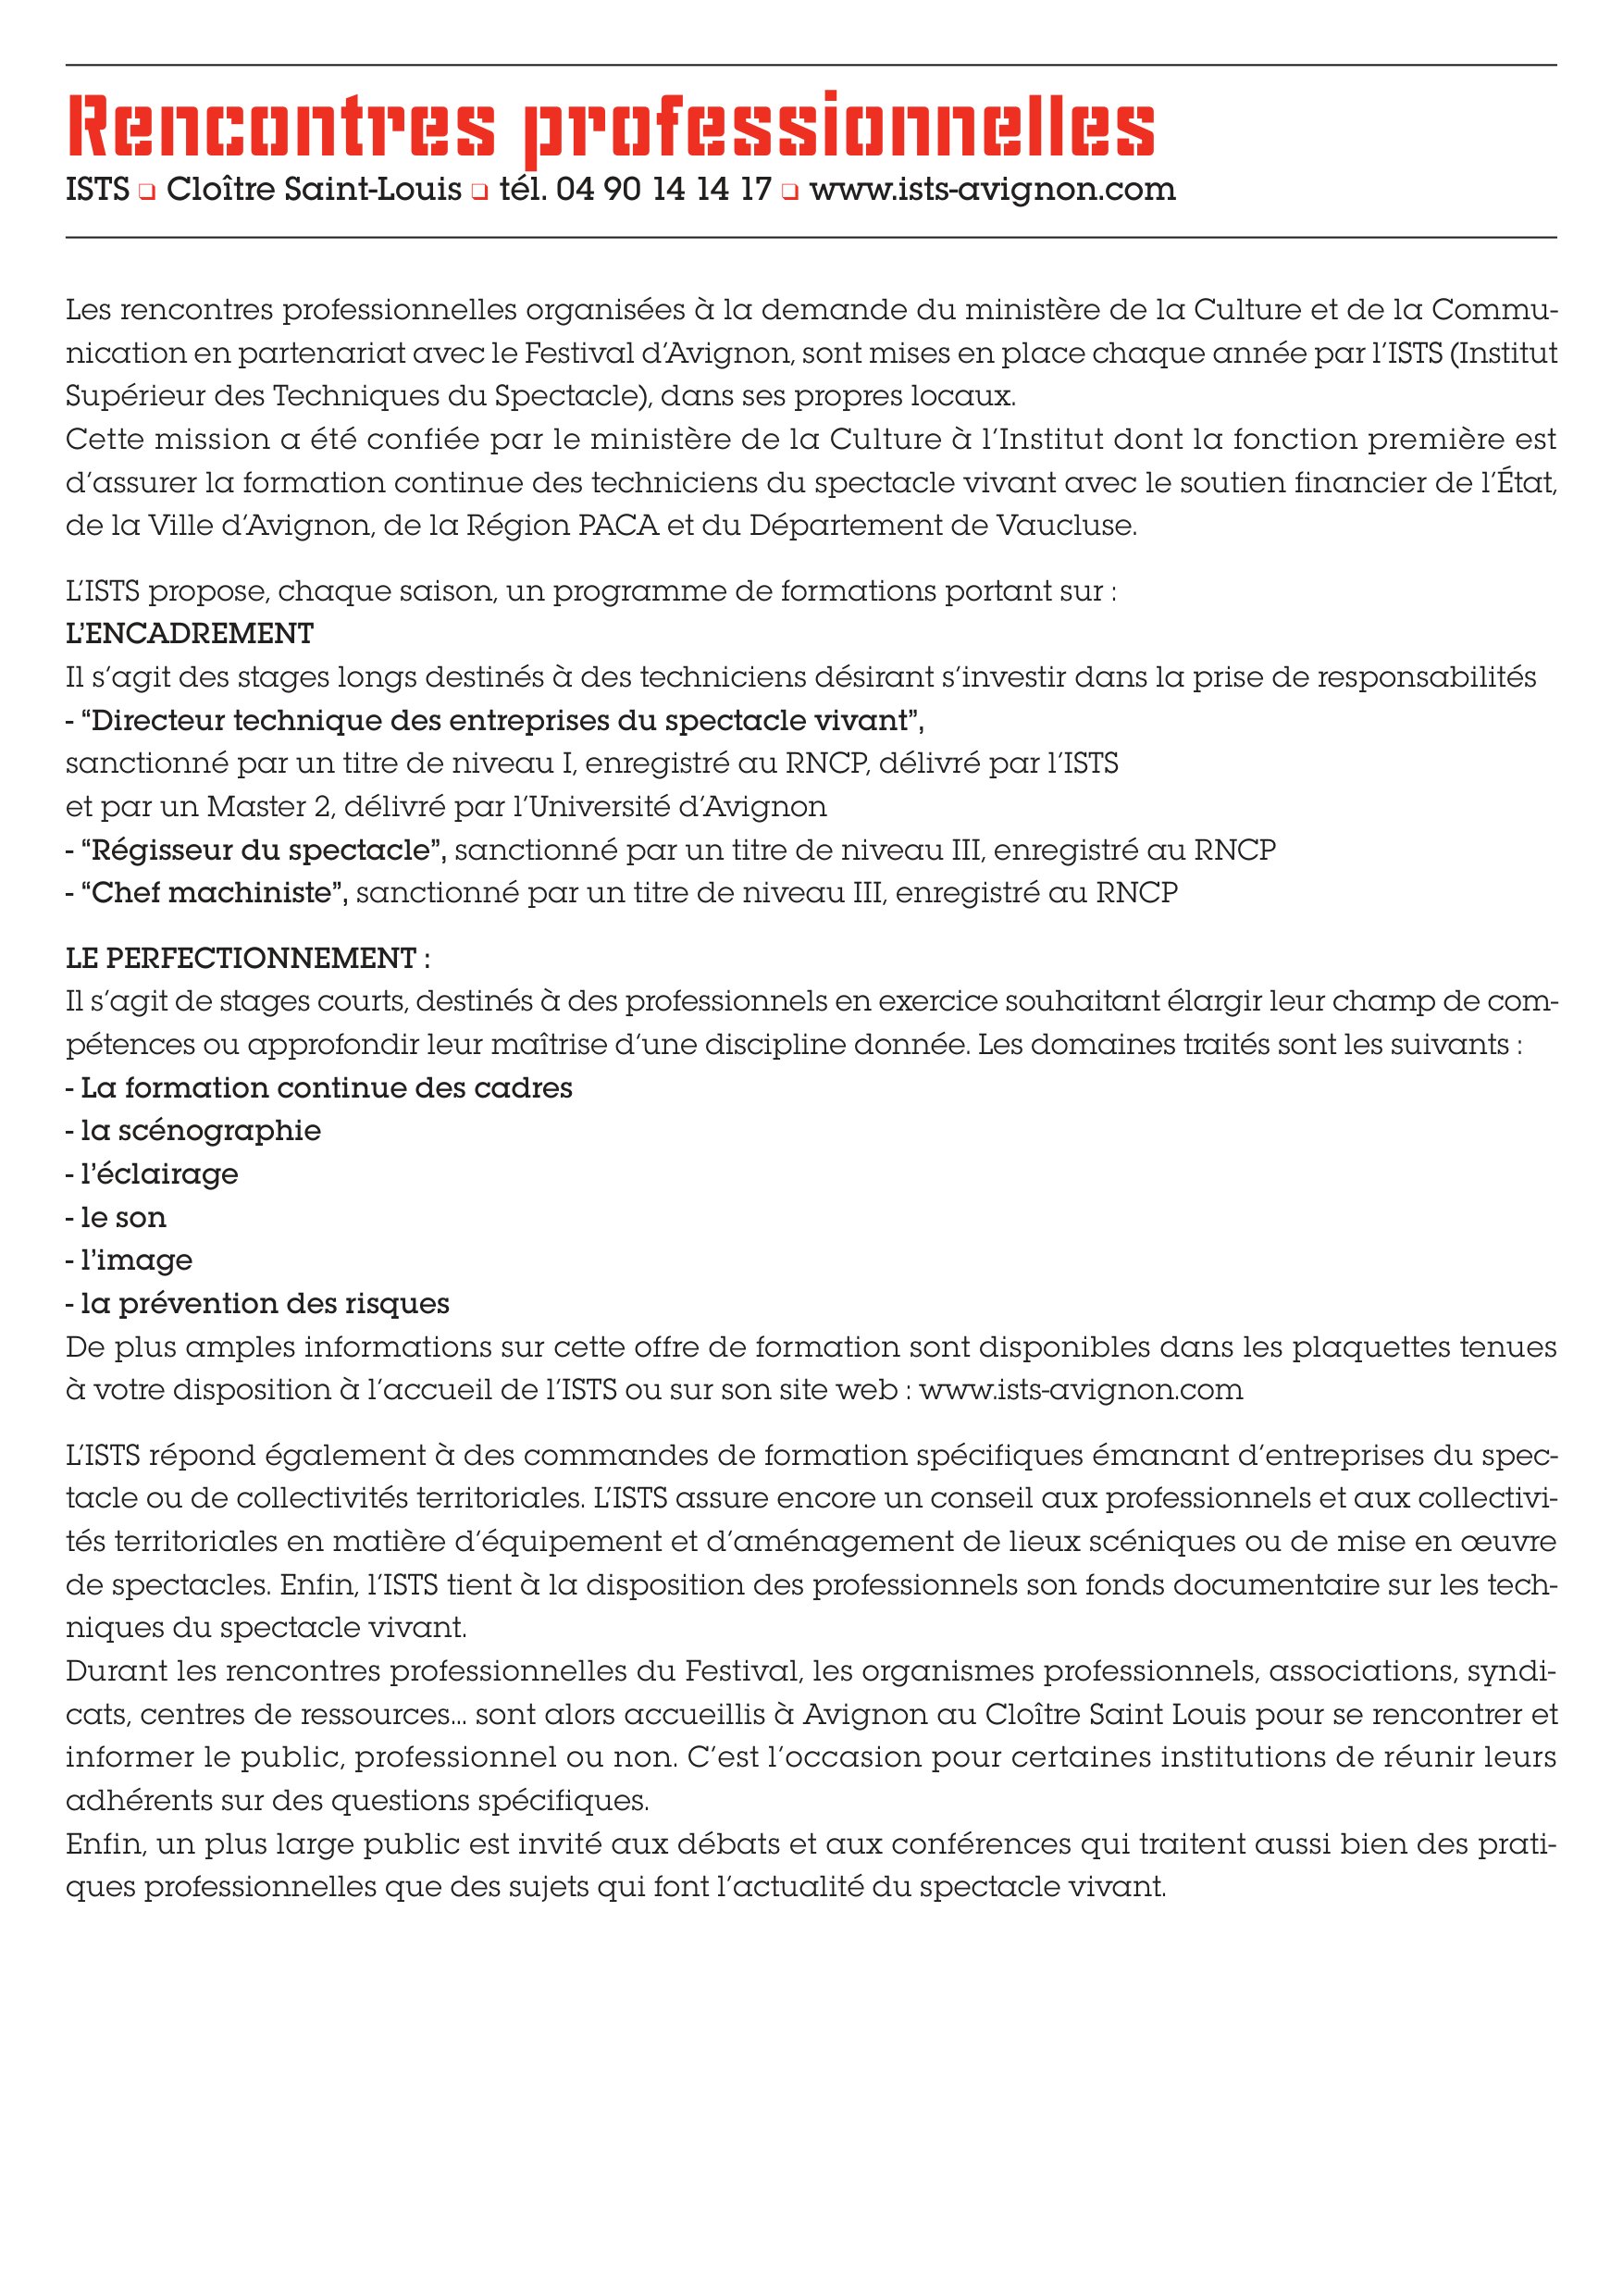 Rencontres professionnelles
ISTS ❑ Cloître Saint-Louis ❑ tél. 04 90 14 14 17 ❑ www.ists-avignon.com
Les rencontres professionnelles organisées à la demande du ministère de la Culture et de la Commu-
nication en partenariat avec le Festival d’Avignon, sont mises en place chaque année par l’ISTS (Institut
Supérieur des Techniques du Spectacle), dans ses propres locaux.
Cette mission a été confiée par le ministère de la Culture à l’Institut dont la fonction première est
d’assurer la formation continue des techniciens du spectacle vivant avec le soutien financier de l’État,
de la Ville d’Avignon, de la Région PACA et du Département de Vaucluse.
L’ISTS propose, chaque saison, un programme de formations portant sur :
L’ENCADREMENT
Il s’agit des stages longs destinés à des techniciens désirant s’investir dans la prise de responsabilités
- “Directeur technique des entreprises du spectacle vivant”,
sanctionné par un titre de niveau I, enregistré au RNCP, délivré par l’ISTS
et par un Master 2, délivré par l’Université d’Avignon
- “Régisseur du spectacle”, sanctionné par un titre de niveau III, enregistré au RNCP
- “Chef machiniste”, sanctionné par un titre de niveau III, enregistré au RNCP
LE PERFECTIONNEMENT :
Il s’agit de stages courts, destinés à des professionnels en exercice souhaitant élargir leur champ de com-
pétences ou approfondir leur maîtrise d’une discipline donnée. Les domaines traités sont les suivants :
- La formation continue des cadres
- la scénographie
- l’éclairage
- le son
- l’image
- la prévention des risques
De plus amples informations sur cette offre de formation sont disponibles dans les plaquettes tenues
à votre disposition à l’accueil de l’ISTS ou sur son site web : www.ists-avignon.com
L’ISTS répond également à des commandes de formation spécifiques émanant d’entreprises du spec-
tacle ou de collectivités territoriales. L’ISTS assure encore un conseil aux professionnels et aux collectivi-
tés territoriales en matière d’équipement et d’aménagement de lieux scéniques ou de mise en œuvre
de spectacles. Enfin, l’ISTS tient à la disposition des professionnels son fonds documentaire sur les tech-
niques du spectacle vivant.
Durant les rencontres professionnelles du Festival, les organismes professionnels, associations, syndi-
cats, centres de ressources... sont alors accueillis à Avignon au Cloître Saint Louis pour se rencontrer et
informer le public, professionnel ou non. C’est l’occasion pour certaines institutions de réunir leurs
adhérents sur des questions spécifiques.
Enfin, un plus large public est invité aux débats et aux conférences qui traitent aussi bien des prati-
ques professionnelles que des sujets qui font l’actualité du spectacle vivant.